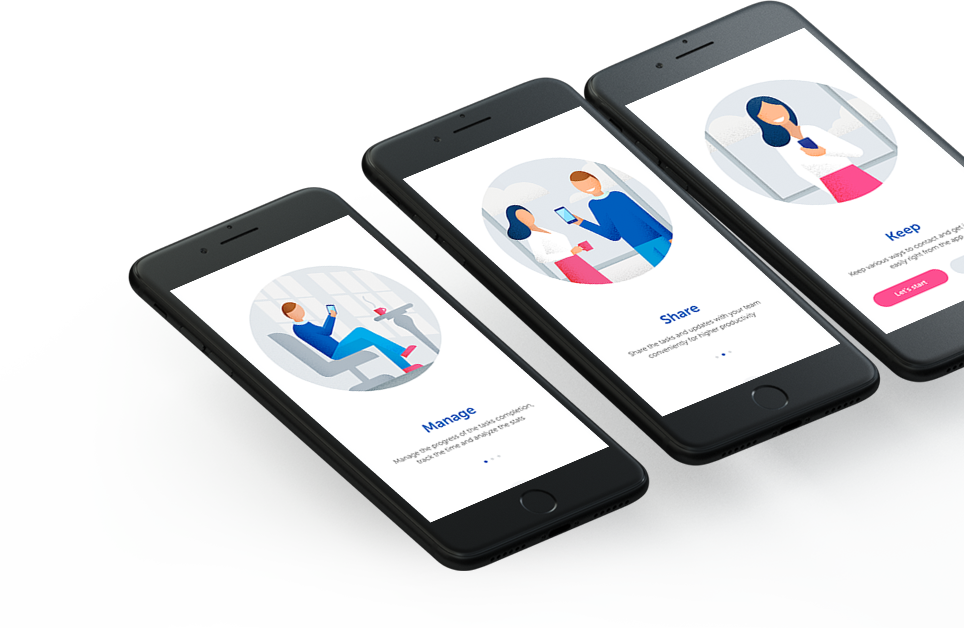 Manage
Manage the progress of the tasks completion,
track the time and analyze the stats
Share
Share the tasks and updates with your team
conveniently for higher productivity
Keep
Keep various ways to contact and get
easily right from the app
Let's start